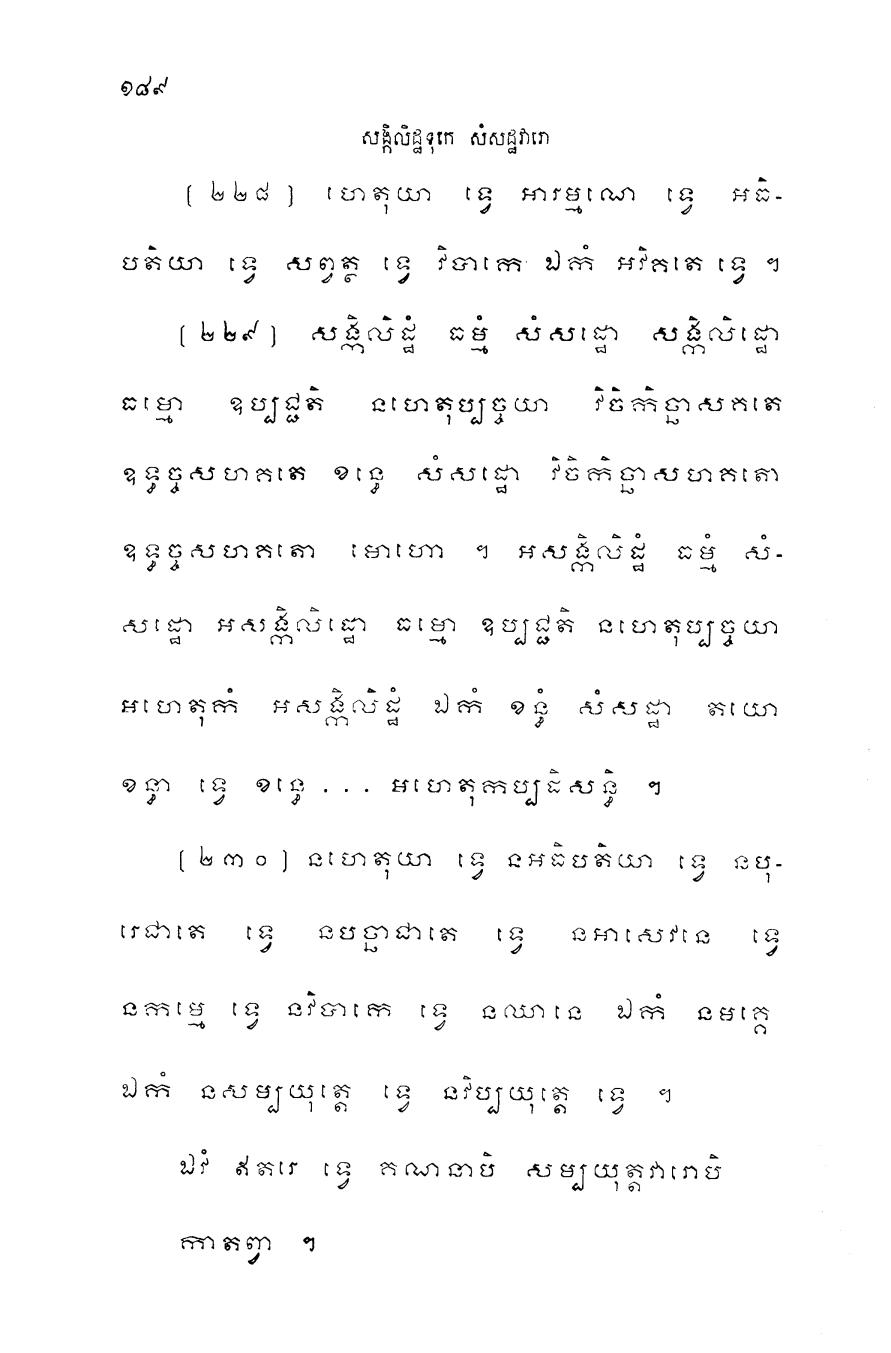 ១៨៩
សង្កិលិដ្ឋទុកេ សំសដ្ឋវារោ
[ ២២៨ ] ហេតុយា ទ្វេ អារម្មណេ ទ្វេ អធិ-
បតិយា ទ្វេ សព្វត្ថ ទ្វេ វិបាកេ ឯកំ អវិគតេ ទ្វេ ។
[ ២២៩ ] សង្កិលិដ្ឋំ ធម្មំ សំសដ្ឋោ សង្កិលិដ្ឋោ
ធម្មោ ឧប្បជ្ជតិ នហេតុប្បច្ចយា វិចិកិច្ឆាសគតេ
ឧទ្ធច្ចសហគតេ ខន្ធេ សំសដ្ឋោ វិចិកិច្ឆាសហគតោ
ឧទ្ធច្ចសហគតោ មោហោ ។ អសង្កិលិដ្ឋំ ធម្មំ សំ-
សដ្ឋោ អសង្កិលិដ្ឋោ ធម្មោ ឧប្បជ្ជតិ នហេតុប្បច្ចយា
អហេតុកំ អសង្កិលិដ្ឋំ ឯកំ ខន្ធំ សំសដ្ឋា តយោ
ខន្ធា ទ្វេ ខន្ធេ ... អហេតុកប្បដិសន្ធិ ។
[ ២៣០ ] នហេតុយា ទ្វេ នអធិបតិយា ទ្វេ នបុ-
រេជាតេ ទ្វេ នបច្ឆាជាតេ ទ្វេ នអាសេវនេ ទ្វេ
នកម្មេ ទ្វេ នវិបាកេ ទ្វេ នឈានេ ឯកំ នមគ្គេ
ឯកំ នសម្បយុត្តេ ទ្វេ នវិប្បយុត្តេ ទ្វេ ។
ឯវំ ឥតរេ ទ្វេ គណនាបិ សម្បយុត្តវារោបិ
កាតព្វា ។